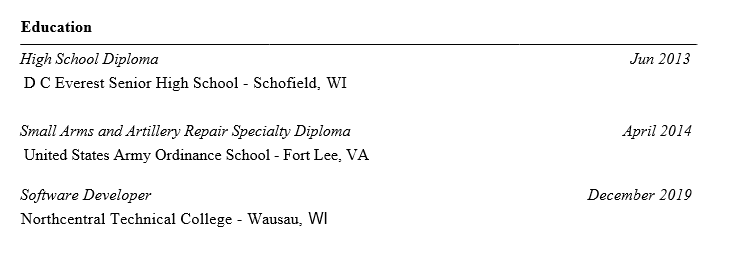 Education
High School Diploma Jun 2013
D C Everest Senior High School - Schofield, WI
Small Arms and Artillery Repair Specialty Diploma April 2014
United States Army Ordinance School - Fort Lee, VA
Software Developer December 2019
Northcentral Technical College - Wausau, WI